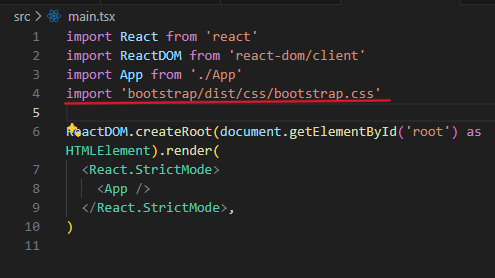 src > main.tsx
1 import React from 'react'
2 import ReactDOM from 'react-dom/client'
3 import App from './App'
4 import 'bootstrap/dist/css/bootstrap.css'
5
6 ReactDOM.createRoot(document.getElementById('root') as
HTMLElement).render(
7 <React.StrictMode>
8 <App />
9 </React.StrictMode>,
10 )
11